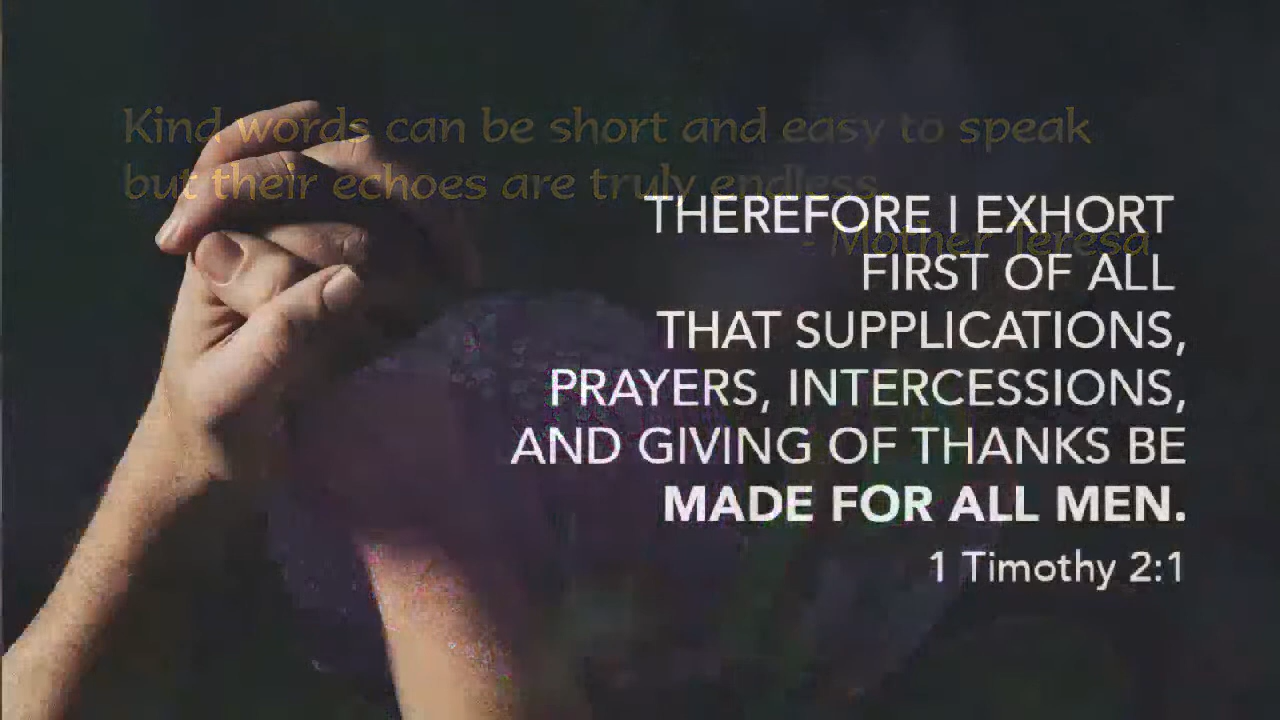 Kind words can be short and easy to speak
but their echoes are truly endless.
- Mother Teresa
THEREFORE I EXHORT
FIRST OF ALL
THAT SUPPLICATIONS,
PRAYERS, INTERCESSIONS,
AND GIVING OF THANKS BE
MADE FOR ALL MEN.
1 Timothy 2:1